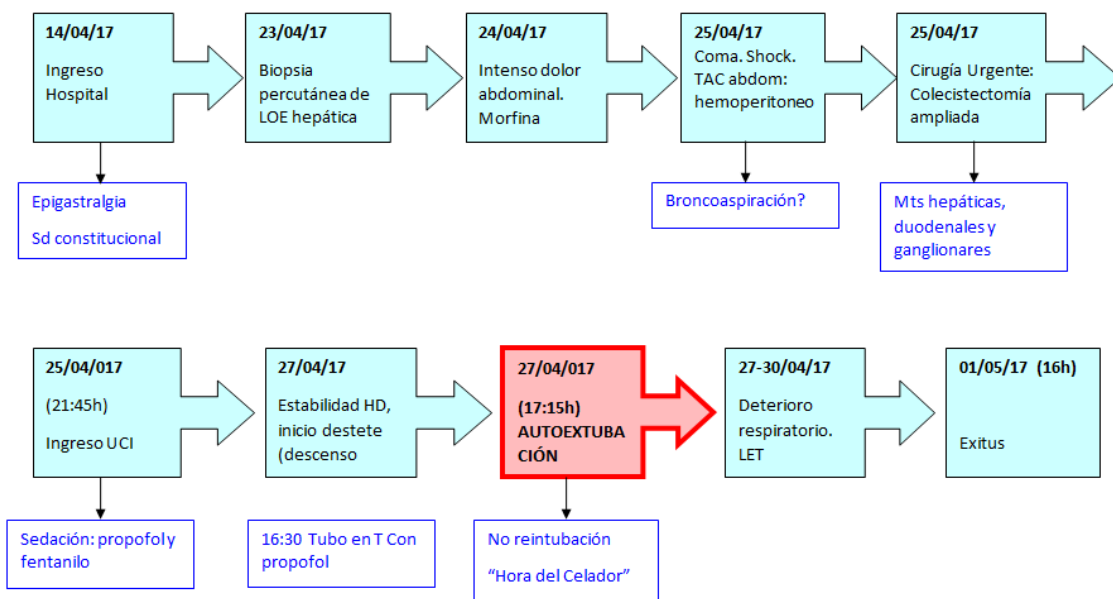 14/04/17
Ingreso
Hospital
23/04/17
Biopsia
percutánea de
LOE hepática
24/04/17
Intenso dolor
abdominal.
Morfina
25/04/17
Coma. Shock.
TAC abdom:
hemoperitoneo
25/04/17
Cirugía Urgente:
Colecistectomía
ampliada
Epigastralgia
Sd constitucional
Broncoaspiración?
Mts hepáticas,
duodenales y
ganglionares
25/04/017
(21:45h)
Ingreso UCI
27/04/17
Estabilidad HD,
inicio destete
(descenso
27/04/017
(17:15h)
AUTOEXTUBA
CIÓN
27-30/04/17
Deterioro
respiratorio.
LET
01/05/17 (16h)
Exitus
Sedación: propofol y
fentanilo
16:30 Tubo en T Con
propofol
No reintubación
“Hora del Celador”